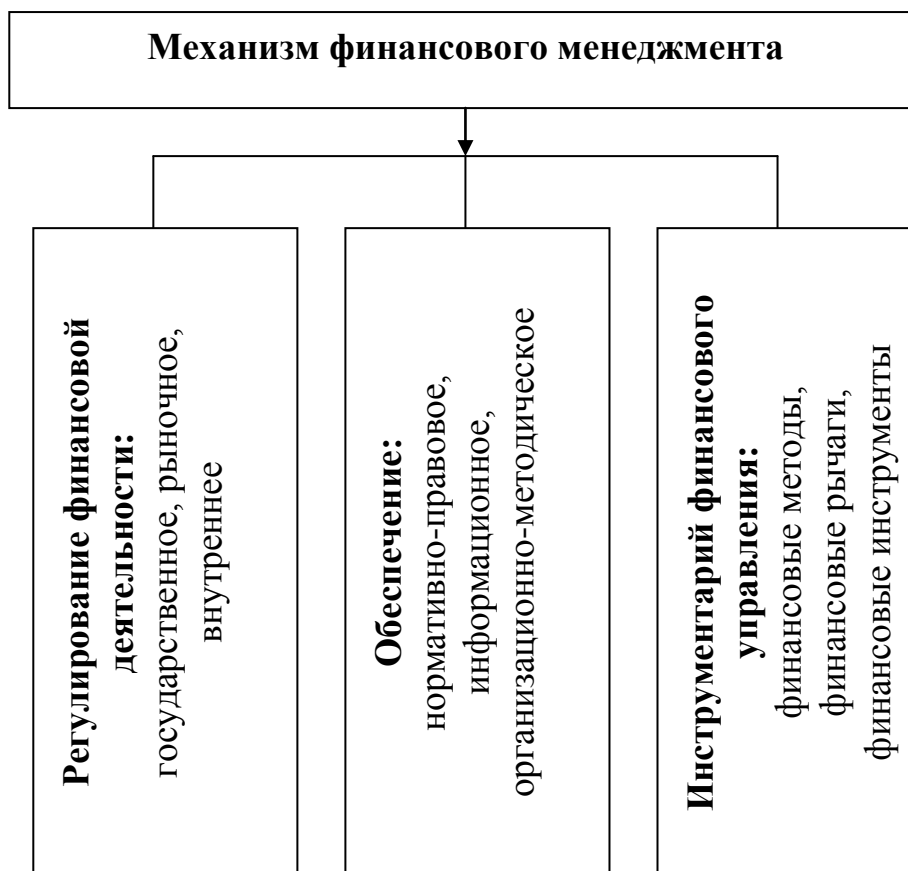 Механизм финансового менеджмента
Регулирование финансовой
деятельности:
государственное, рыночное,
внутреннее
Обеспечение:
нормативно-правовое,
информационное,
организационно-методическое
Инструментарий финансового
управления:
финансовые методы,
финансовые рычаги,
финансовые инструменты